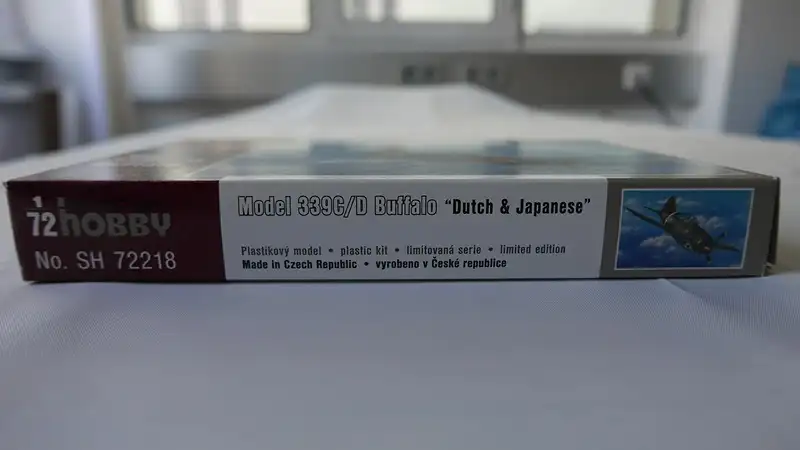 1
72 HOBBY
No. SH 72218
Model 339C/D Buffalo "Dutch & Japanese"
Plastikový model • plastic kit • limitovaná serie • limited edition
Made in Czech Republic • vyrobeno v České republice